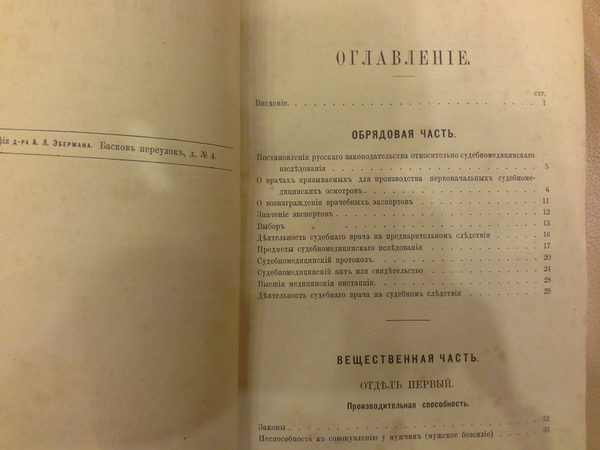 фія д-ра А. Л. Эбермана. Басковъ переулокъ, д. № 4.
ОГЛАВЛЕНІЕ.
стр.
Введеніе. 1
ОБРЯДОВАЯ ЧАСТЬ.
Постановленія русскаго законодательства относительно судебномедицинскаго
изслѣдованія 5
О врачахъ призываемыхъ для производства первоначальныхъ судебноме-
дицинскихъ осмотровъ. 6
О вознагражденіи врачебныхъ экспертовъ 11
Значеніе экспертовъ. 12
Выборъ „ 13
Дѣятельность судебнаго врача на предварительномъ слѣдствіи 16
Предметы судебномедицинскаго изслѣдованія 17
Судебномедицинскій протоколъ. 20
Судебномедицинскій актъ или свидѣтельство 24
Высшія медицинскія инстанціи. 28
Дѣятельность судебнаго врача на судебномъ слѣдствіи 29
ВЕЩЕСТВЕННАЯ ЧАСТЬ.
ОТДѢЛЪ ПЕРВЫЙ.
Производительная способность.
Законы 32
Неспособность къ совокупленію у мужчинъ (мужское безсиліе) 33